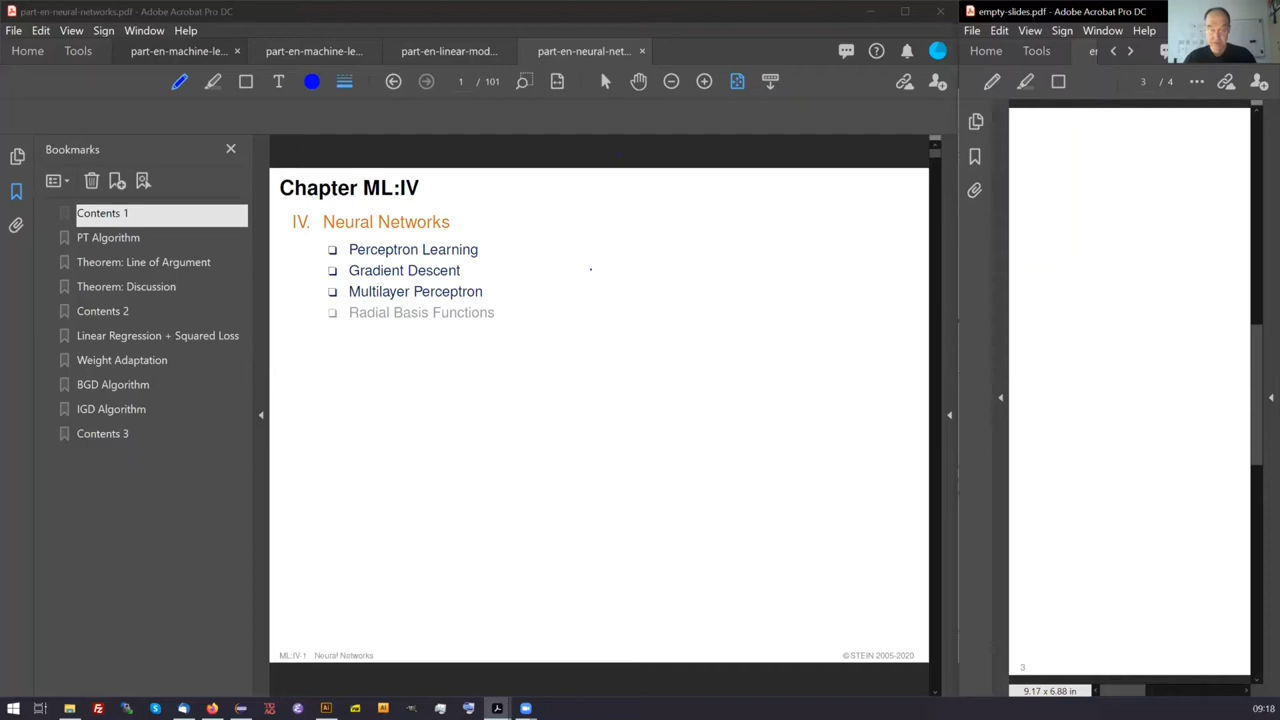 part-en-neural-networks.pdf - Adobe Acrobat Pro DC
File Edit View Sign Window Help
Home Tools part-en-machine-le... part-en-machine-le... part-en-linear-mod... part-en-neural-net...
1 / 101
Bookmarks
Contents 1
PT Algorithm
Theorem: Line of Argument
Theorem: Discussion
Contents 2
Linear Regression + Squared Loss
Weight Adaptation
BGD Algorithm
IGD Algorithm
Contents 3
Chapter ML:IV
IV. Neural Networks
Perceptron Learning
Gradient Descent
Multilayer Perceptron
Radial Basis Functions
ML:IV-1 Neural Networks
© STEIN 2005-2020
empty-slides.pdf - Adobe Acrobat Pro DC
File Edit View Sign Window Help
Home Tools
3 / 4
3
9.17 x 6.88 in
09:18